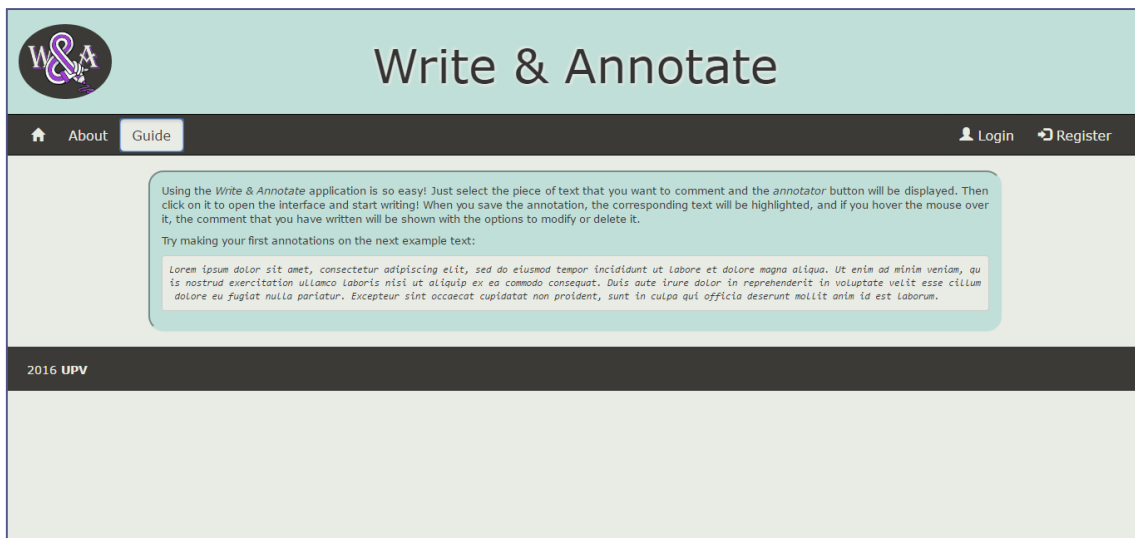 W&A
Write & Annotate
About Guide Login Register
Using the Write & Annotate application is so easy! Just select the piece of text that you want to comment and the annotator button will be displayed. Then
click on it to open the interface and start writing! When you save the annotation, the corresponding text will be highlighted, and if you hover the mouse over
it, the comment that you have written will be shown with the options to modify or delete it.
Try making your first annotations on the next example text:
Lorem ipsum dolor sit amet, consectetur adipiscing elit, sed do eiusmod tempor incididunt ut labore et dolore magna aliqua. Ut enim ad minim veniam, qu
is nostrud exercitation ullamco laboris nisi ut aliquip ex ea commodo consequat. Duis aute irure dolor in reprehenderit in voluptate velit esse cillum
dolore eu fugiat nulla pariatur. Excepteur sint occaecat cupidatat non proident, sunt in culpa qui officia deserunt mollit anim id est laborum.
2016 UPV